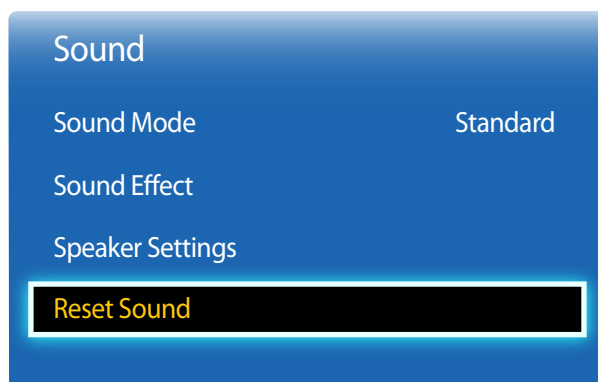 Sound
Sound Mode Standard
Sound Effect
Speaker Settings
Reset Sound